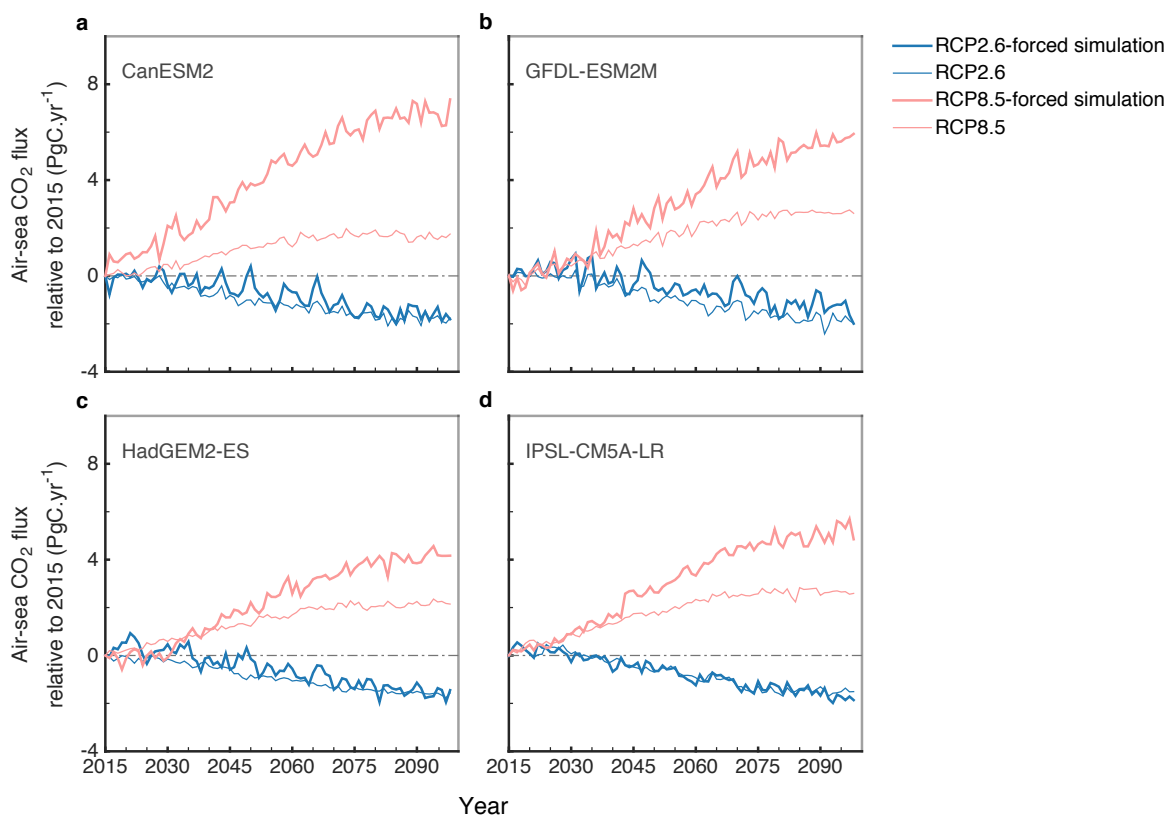 a
b
CanESM2
GFDL-ESM2M
RCP2.6-forced simulation
RCP2.6
RCP8.5-forced simulation
RCP8.5
Air-sea CO₂ flux
relative to 2015 (PgC.yr⁻¹)
8
4
0
-4
c
d
HadGEM2-ES
IPSL-CM5A-LR
Air-sea CO₂ flux
relative to 2015 (PgC.yr⁻¹)
8
4
0
-4
2015 2030 2045 2060 2075 2090
2015 2030 2045 2060 2075 2090
Year